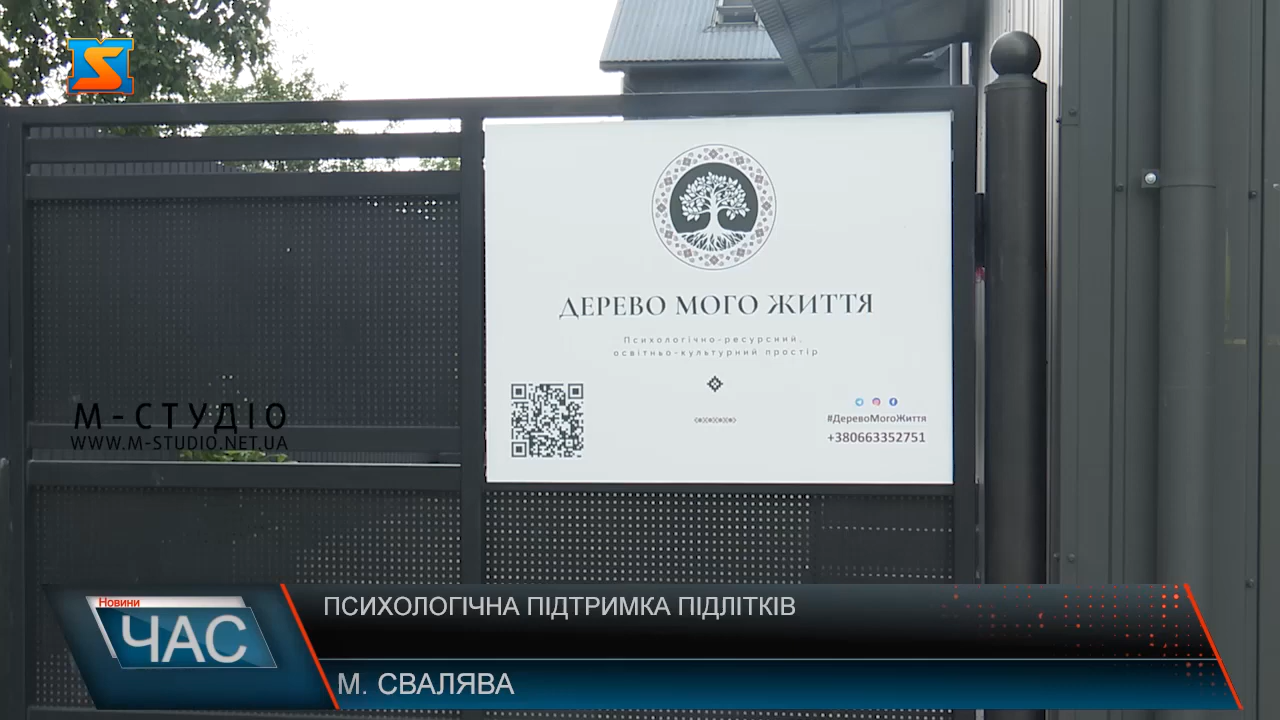 ДЕРЕВО МОГО ЖИТТЯ
Психологічно-ресурсний,
освітньо-культурний простір
#ДеревоМогоЖиття
+380663352751
М-СТУДІО
WWW.M-STUDIO.NET.UA
Новини
ЧАС
ПСИХОЛОГІЧНА ПІДТРИМКА ПІДЛІТКІВ
М. СВАЛЯВА